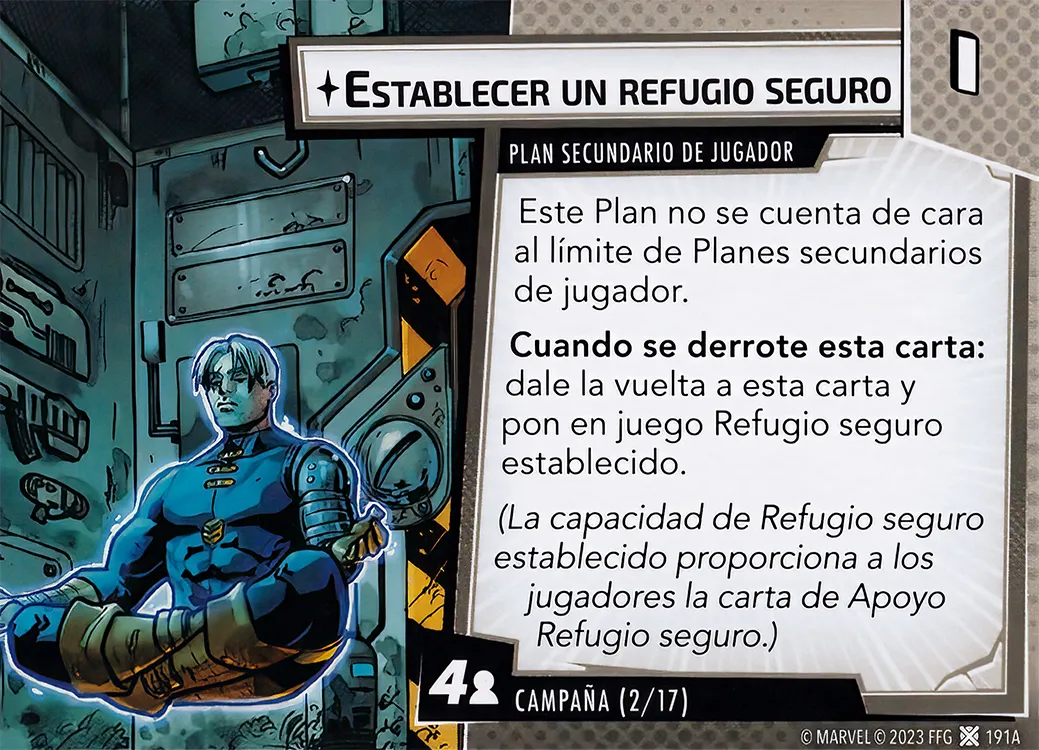 ESTABLECER UN REFUGIO SEGURO
PLAN SECUNDARIO DE JUGADOR
Este Plan no se cuenta de cara
al límite de Planes secundarios
de jugador.
Cuando se derrote esta carta:
dale la vuelta a esta carta y
pon en juego Refugio seguro
establecido.
(La capacidad de Refugio seguro
establecido proporciona a los
jugadores la carta de Apoyo
Refugio seguro.)
4
CAMPAÑA (2/17)
© MARVEL © 2023 FFG 191A